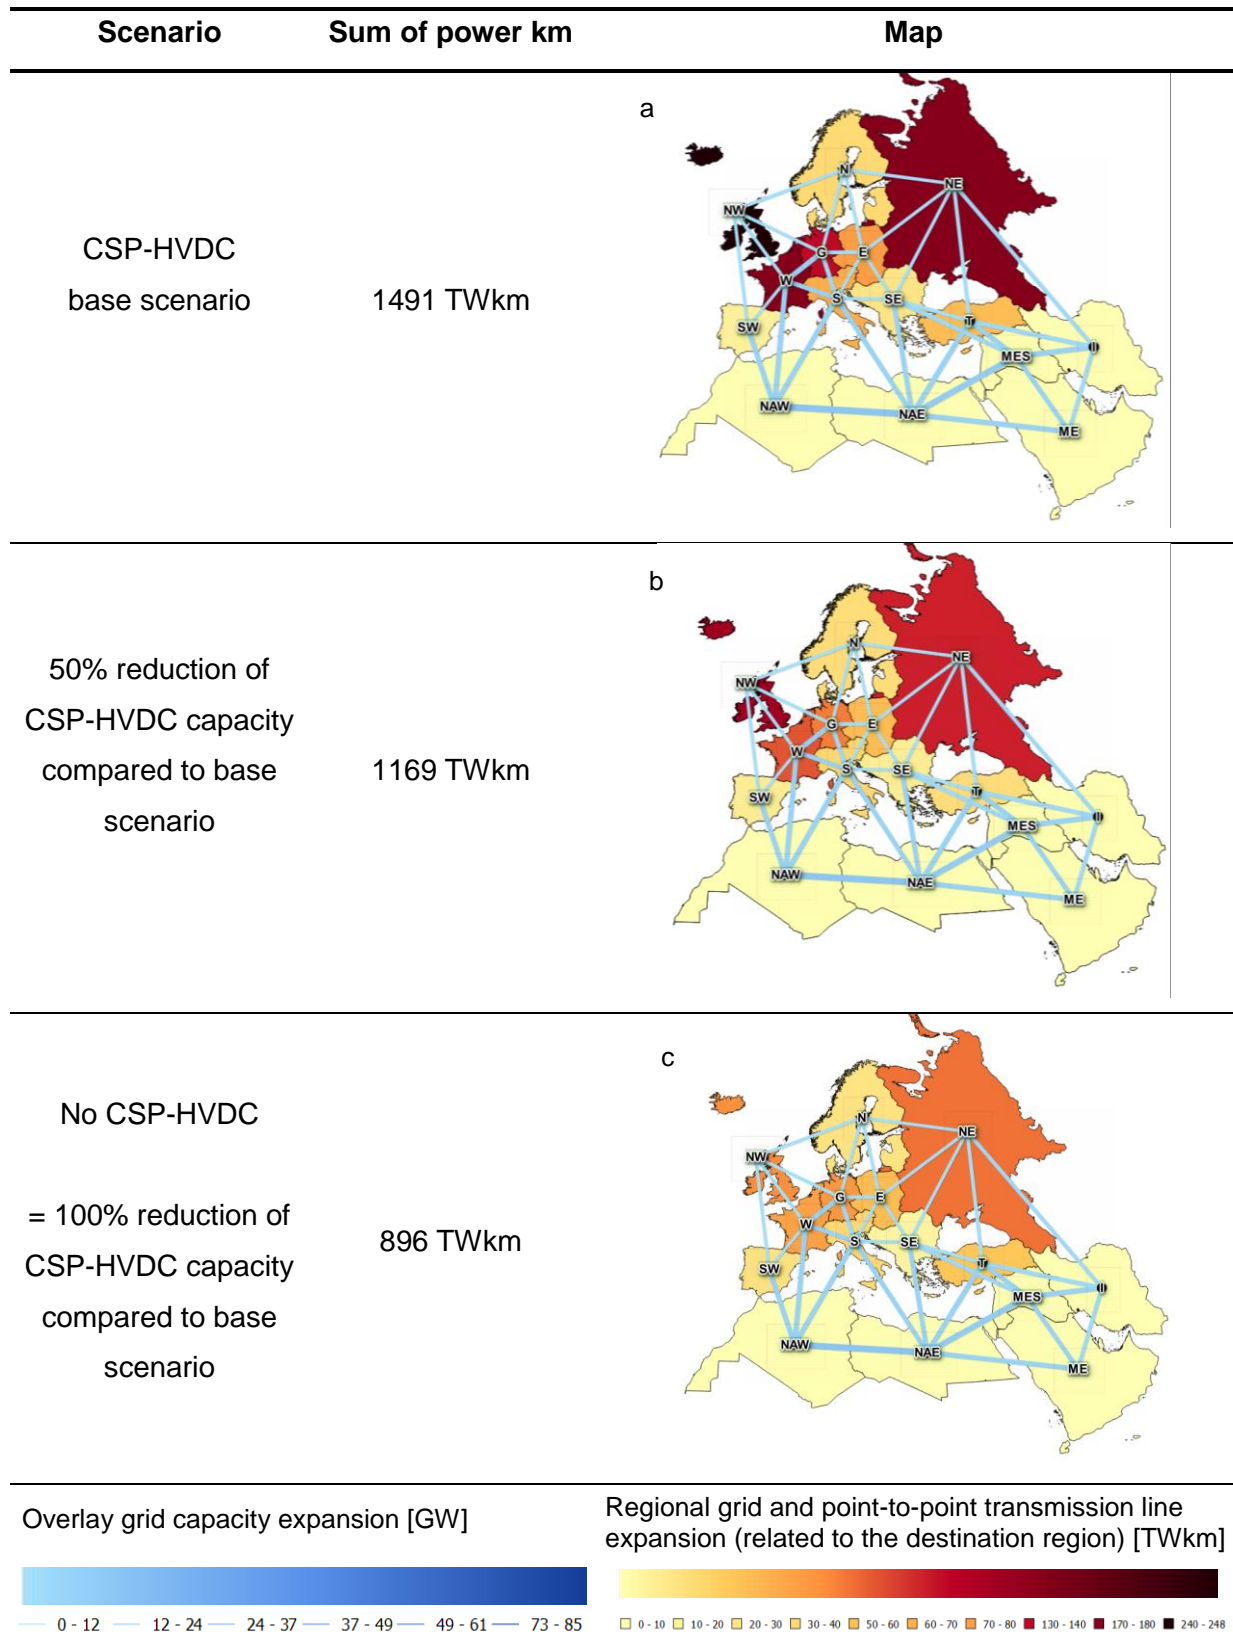 Scenario Sum of power km Map
a
CSP-HVDC
base scenario
1491 TWkm
N
NE
NW
G
E
W
S
SE
SW
T
MES
I
NAW
NAE
ME
b
50% reduction of
CSP-HVDC capacity
compared to base
scenario
1169 TWkm
N
NE
NW
G
E
W
S
SE
SW
T
MES
I
NAW
NAE
ME
c
No CSP-HVDC
= 100% reduction of
CSP-HVDC capacity
compared to base
scenario
896 TWkm
N
NE
NW
G
E
W
S
SE
SW
T
MES
I
NAW
NAE
ME
Overlay grid capacity expansion [GW]
0 - 12 12 - 24 24 - 37 37 - 49 49 - 61 73 - 85
Regional grid and point-to-point transmission line
expansion (related to the destination region) [TWkm]
0 - 10 10 - 20 20 - 30 30 - 40 50 - 60 60 - 70 70 - 80 130 - 140 170 - 180 240 - 248